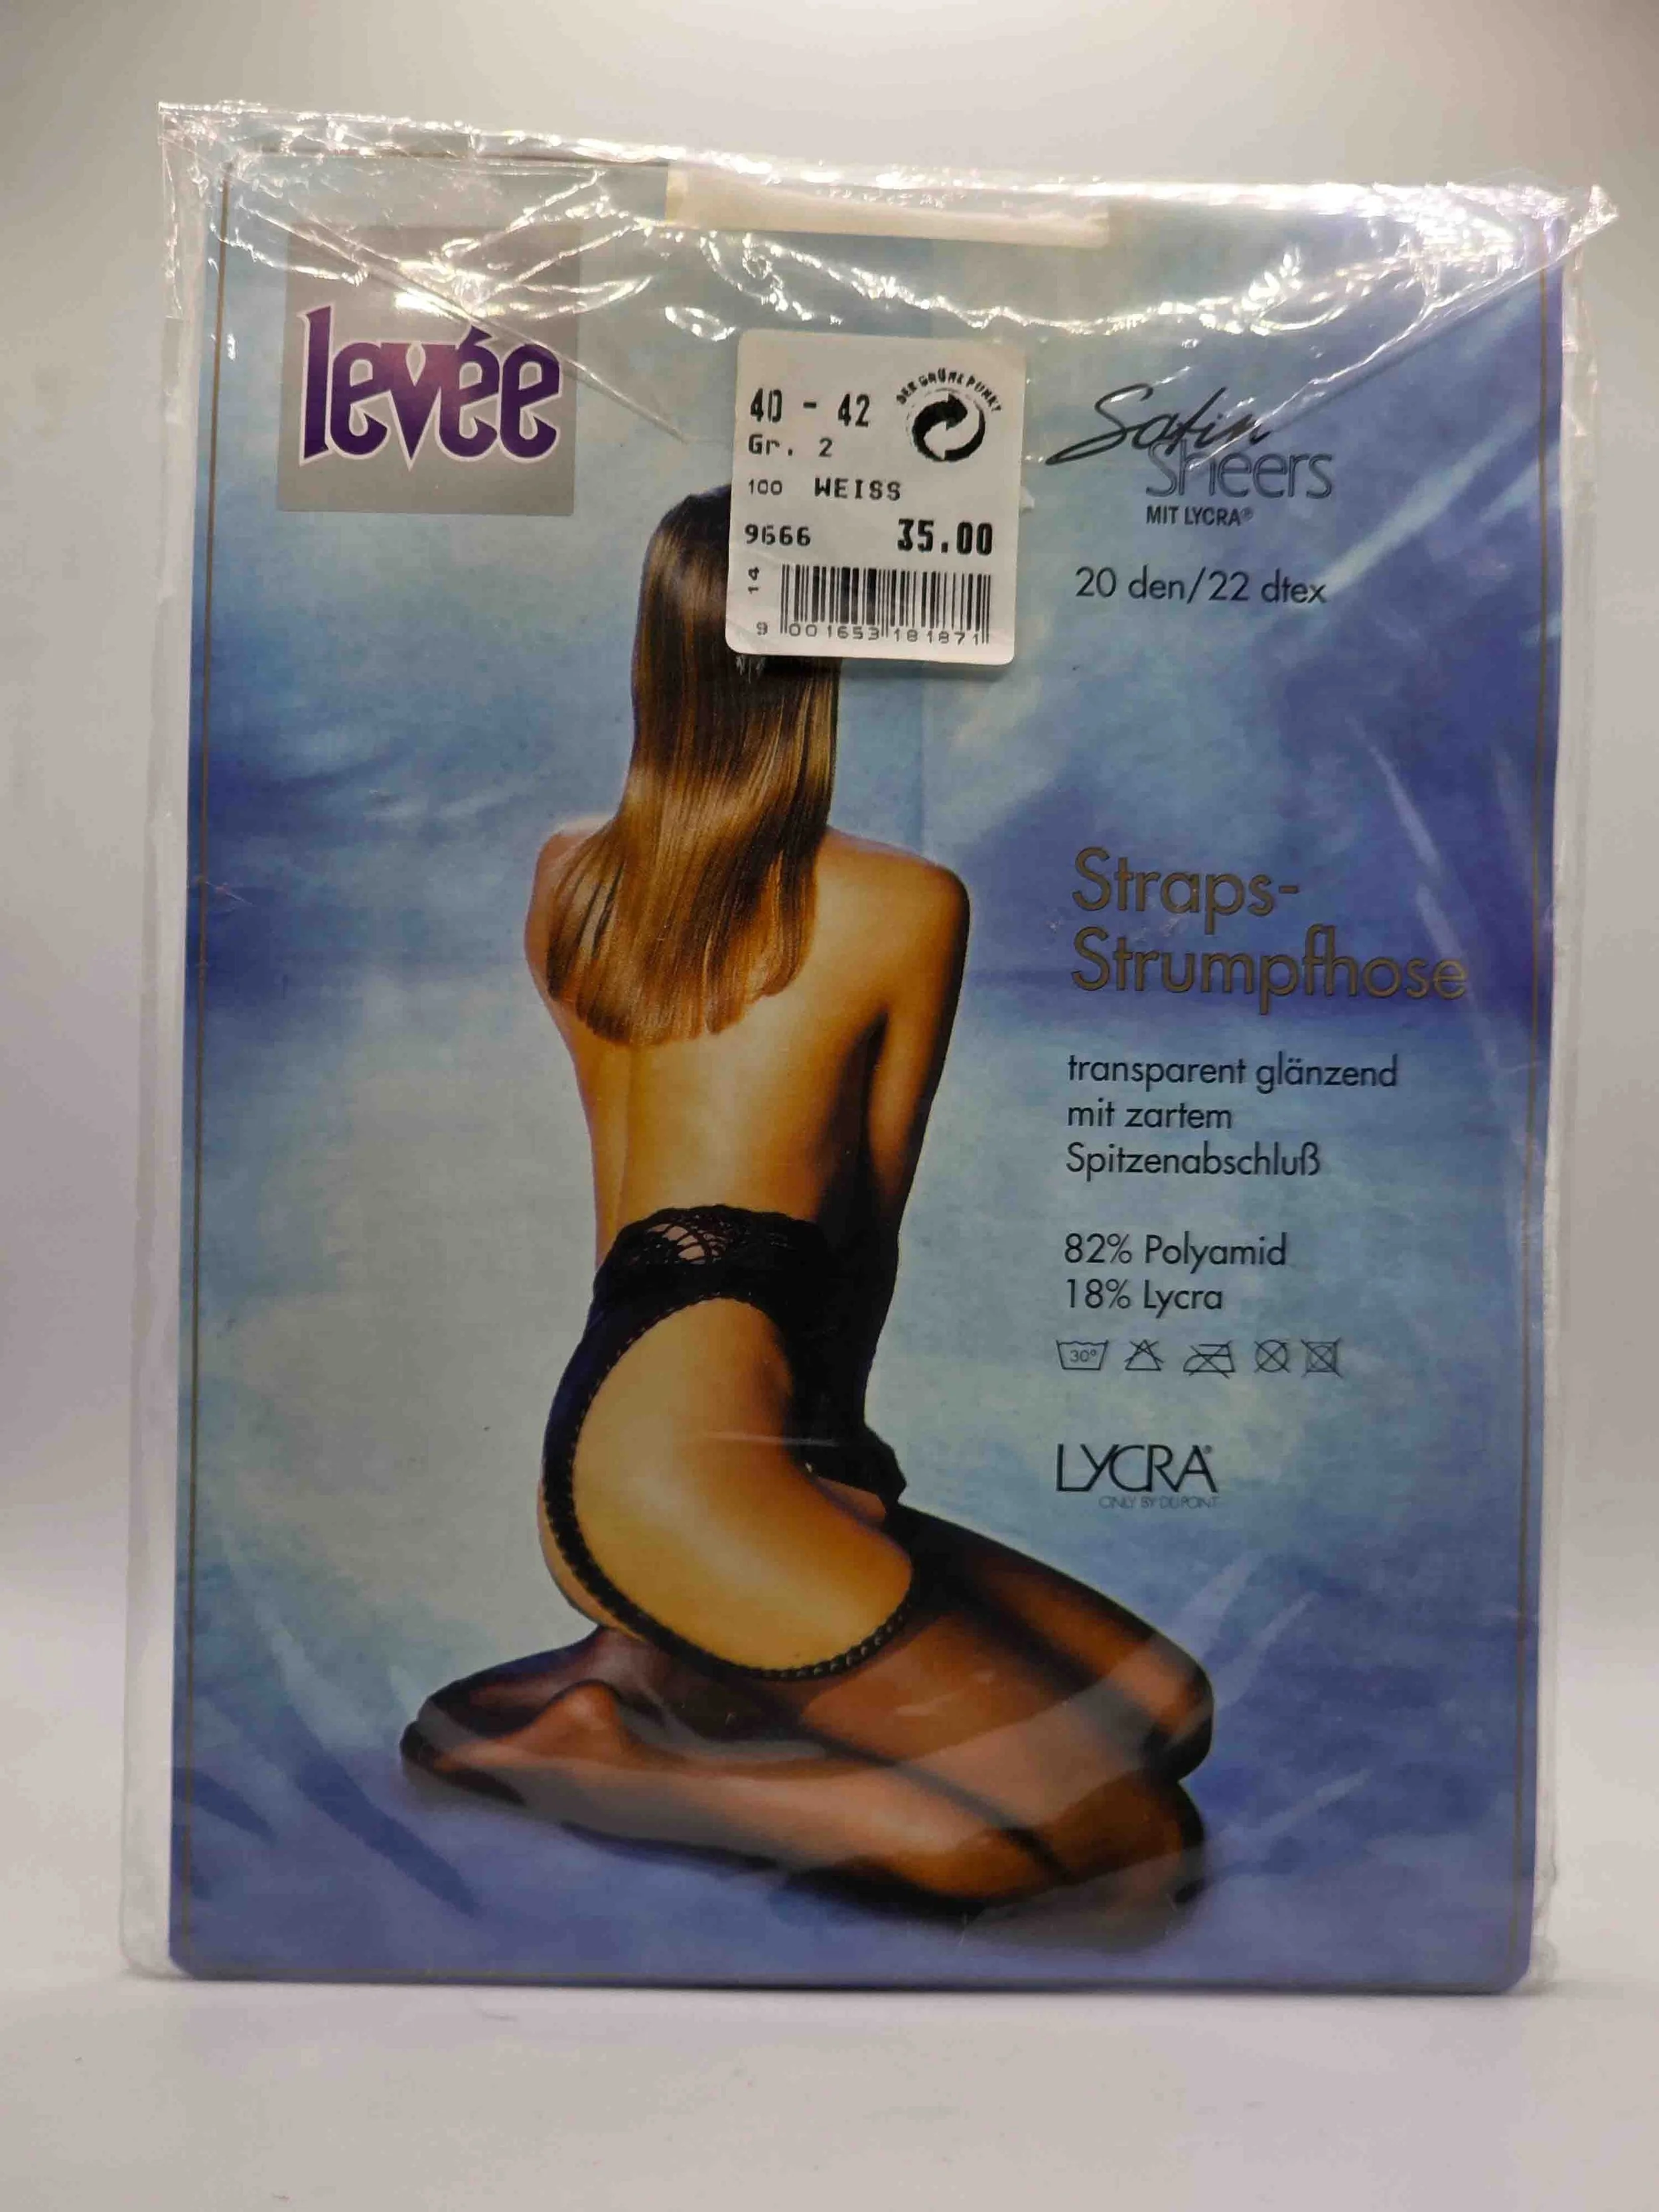 levée
40 - 42
Gr. 2
DER GRÜNE PUNKT
100 WEISS
9666 35.00
14
9 001653 181871
Satin
Sheers
MIT LYCRA®
20 den/22 dtex
Straps-
Strumpfhose
transparent glänzend
mit zartem
Spitzenabschluß
82% Polyamid
18% Lycra
30°
LYCRA®
ONLY BY DUPONT